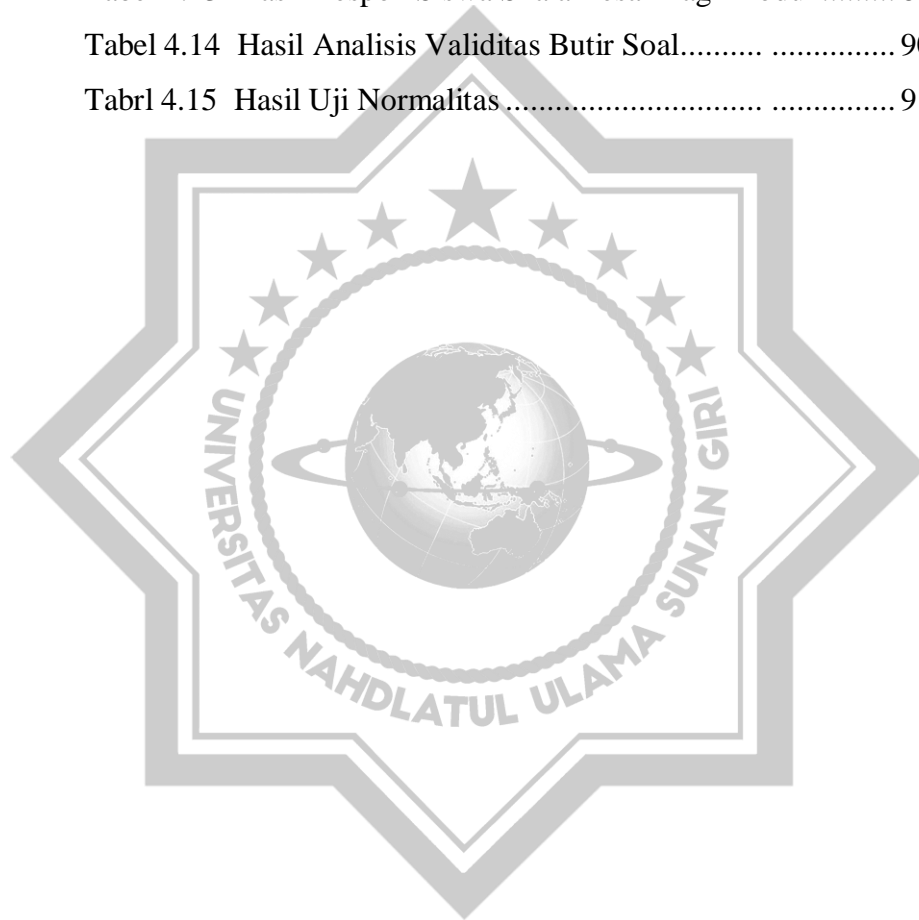 Tabel 4.14 Hasil Analisis Validitas Butir Soal.......... ............... 90
Tabrl 4.15 Hasil Uji Normalitas ............................... ............... 9
UNIVERSITAS NAHDLATUL ULAMA SUNAN GIRI